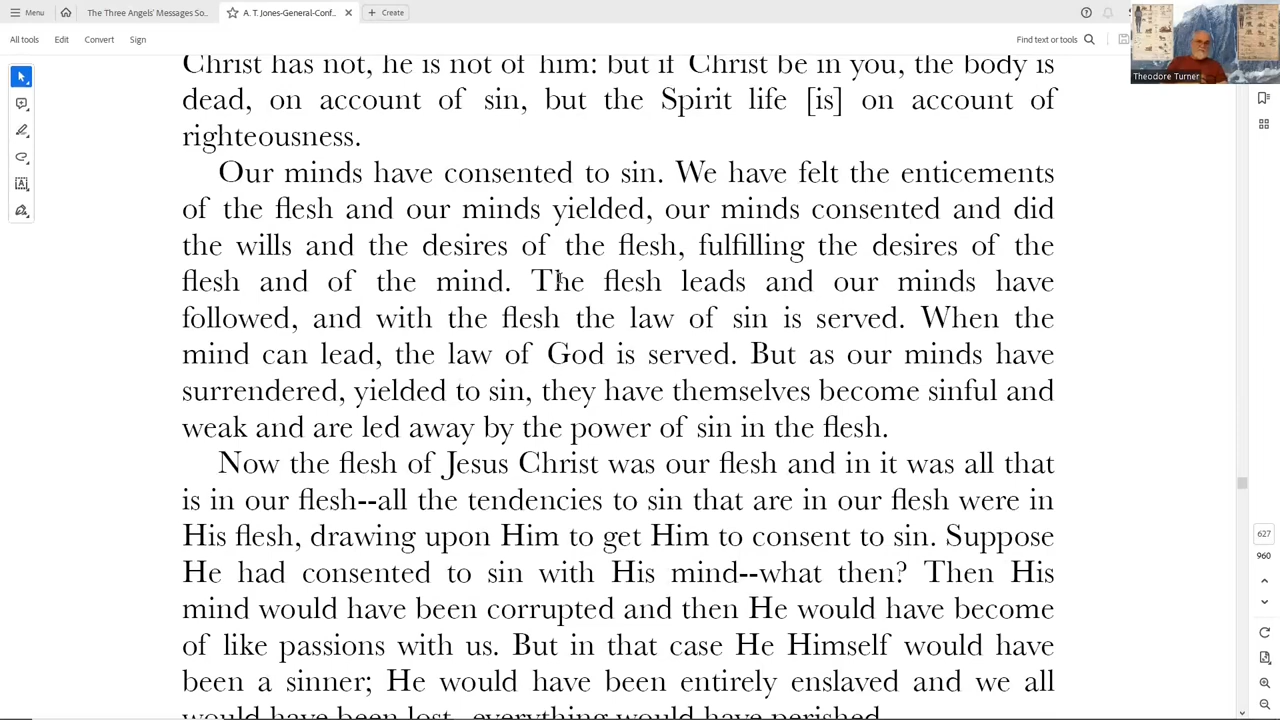 Menu
The Three Angels' Messages So...
A. T. Jones-General-Conf...
Create
All tools
Edit
Convert
Sign
Find text or tools
Theodore Turner
Christ has not, he is not of him: but if Christ be in you, the body is
dead, on account of sin, but the Spirit life [is] on account of
righteousness.
Our minds have consented to sin. We have felt the enticements
of the flesh and our minds yielded, our minds consented and did
the wills and the desires of the flesh, fulfilling the desires of the
flesh and of the mind. The flesh leads and our minds have
followed, and with the flesh the law of sin is served. When the
mind can lead, the law of God is served. But as our minds have
surrendered, yielded to sin, they have themselves become sinful and
weak and are led away by the power of sin in the flesh.
Now the flesh of Jesus Christ was our flesh and in it was all that
is in our flesh--all the tendencies to sin that are in our flesh were in
His flesh, drawing upon Him to get Him to consent to sin. Suppose
He had consented to sin with His mind--what then? Then His
mind would have been corrupted and then He would have become
of like passions with us. But in that case He Himself would have
been a sinner; He would have been entirely enslaved and we all
would have been lost--everything would have perished.
627
960